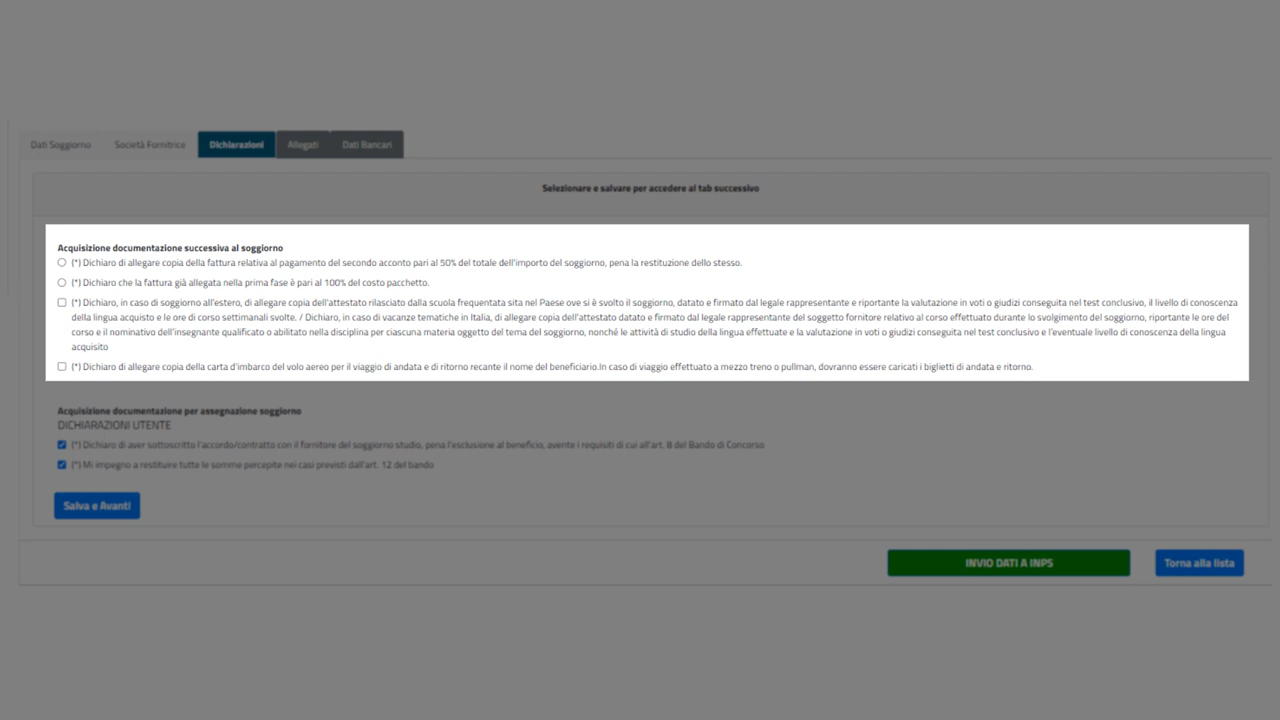 Dati Soggiorno Società Fornitrice Dichiarazioni Allegati Dati Bancari
Selezionare e salvare per accedere al tab successivo
Acquisizione documentazione successiva al soggiorno
(*) Dichiaro di allegare copia della fattura relativa al pagamento del secondo acconto pari al 50% del totale dell'importo del soggiorno, pena la restituzione dello stesso.
(*) Dichiaro che la fattura già allegata nella prima fase è pari al 100% del costo pacchetto.
(*) Dichiaro, in caso di soggiorno all'estero, di allegare copia dell'attestato rilasciato dalla scuola frequentata sita nel Paese ove si è svolto il soggiorno, datato e firmato dal legale rappresentante e riportante la valutazione in voti o giudizi conseguita nel test conclusivo, il livello di conoscenza
della lingua acquisto e le ore di corso settimanali svolte. / Dichiaro, in caso di vacanze tematiche in Italia, di allegare copia dell'attestato datato e firmato dal legale rappresentante del soggetto fornitore relativo al corso effettuato durante lo svolgimento del soggiorno, riportante le ore del
corso e il nominativo dell'insegnante qualificato o abilitato nella disciplina per ciascuna materia oggetto del tema del soggiorno, nonché le attività di studio della lingua effettuate e la valutazione in voti o giudizi conseguita nel test conclusivo e l'eventuale livello di conoscenza della lingua
acquisito
(*) Dichiaro di allegare copia della carta d'imbarco del volo aereo per il viaggio di andata e di ritorno recante il nome del beneficiario.In caso di viaggio effettuato a mezzo treno o pullman, dovranno essere caricati i biglietti di andata e ritorno.
Acquisizione documentazione per assegnazione soggiorno
DICHIARAZIONI UTENTE
(*) Dichiaro di aver sottoscritto l'accordo/contratto con il fornitore del soggiorno studio, pena l'esclusione al beneficio, avente i requisiti di cui all'art. 8 del Bando di Concorso
(*) Mi impegno a restituire tutte le somme percepite nei casi previsti dall'art. 12 del bando
Salva e Avanti
INVIO DATI A INPS Torna alla lista